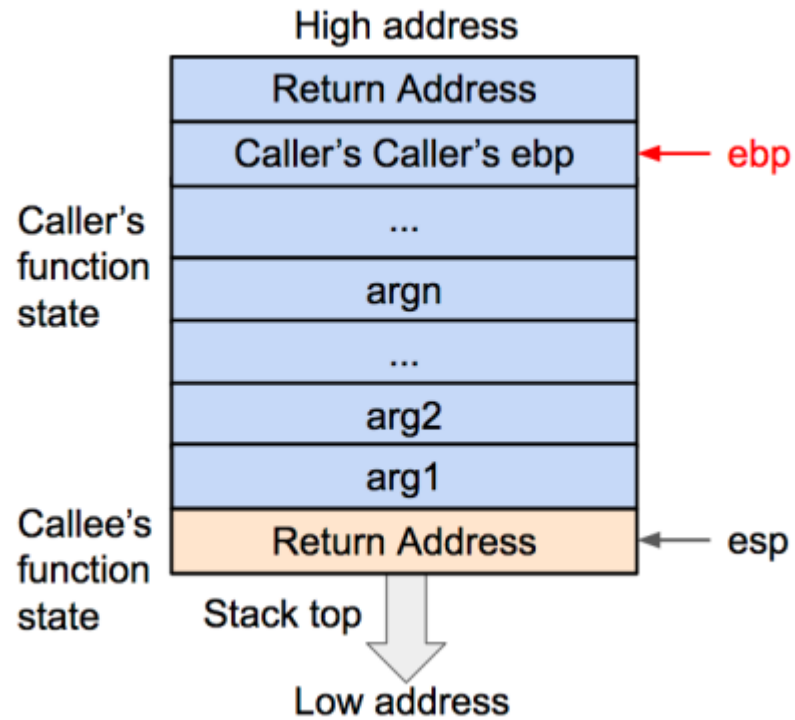 High address
Return Address
Caller's Caller's ebp
ebp
Caller's
function
state
...
argn
...
arg2
arg1
Callee's
function
state
Return Address
esp
Stack top
Low address